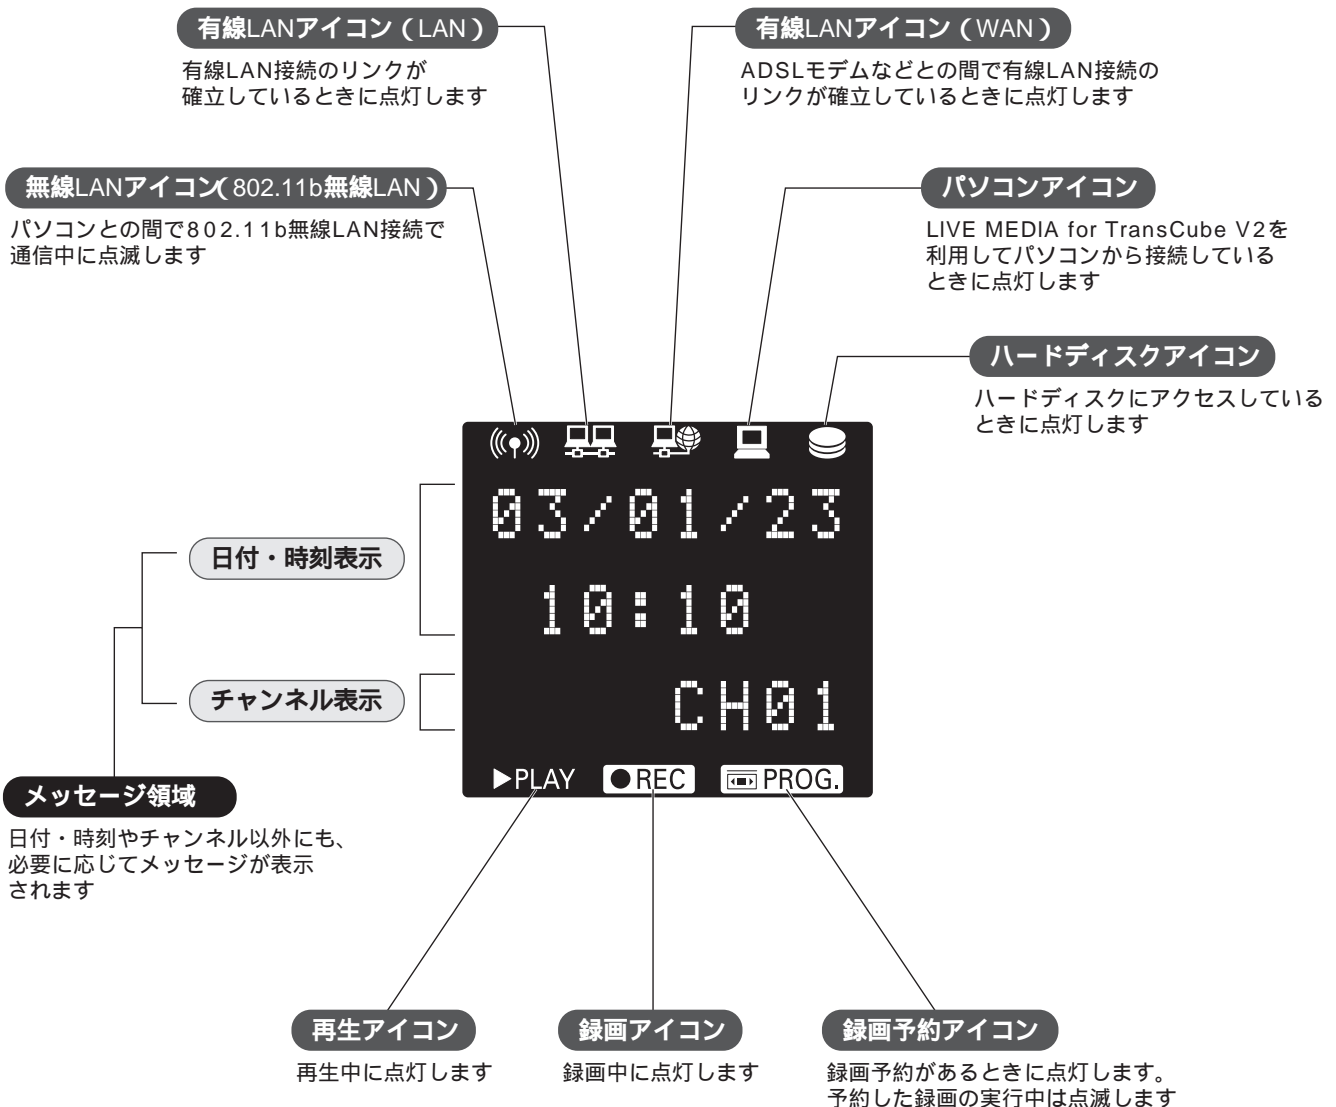 有線LANアイコン（LAN）
有線LAN接続のリンクが
確立しているときに点灯します
有線LANアイコン（WAN）
ADSLモデムなどとの間で有線LAN接続の
リンクが確立しているときに点灯します
無線LANアイコン（802.11b無線LAN）
パソコンとの間で802.11b無線LAN接続で
通信中に点滅します
パソコンアイコン
LIVE MEDIA for TransCube V2を
利用してパソコンから接続している
ときに点灯します
ハードディスクアイコン
ハードディスクにアクセスしている
ときに点灯します
03/01/23
10:10
CH01
▶PLAY ●REC PROG.
日付・時刻表示
チャンネル表示
メッセージ領域
日付・時刻やチャンネル以外にも、
必要に応じてメッセージが表示
されます
再生アイコン
再生中に点灯します
録画アイコン
録画中に点灯します
録画予約アイコン
録画予約があるときに点灯します。
予約した録画の実行中は点滅します